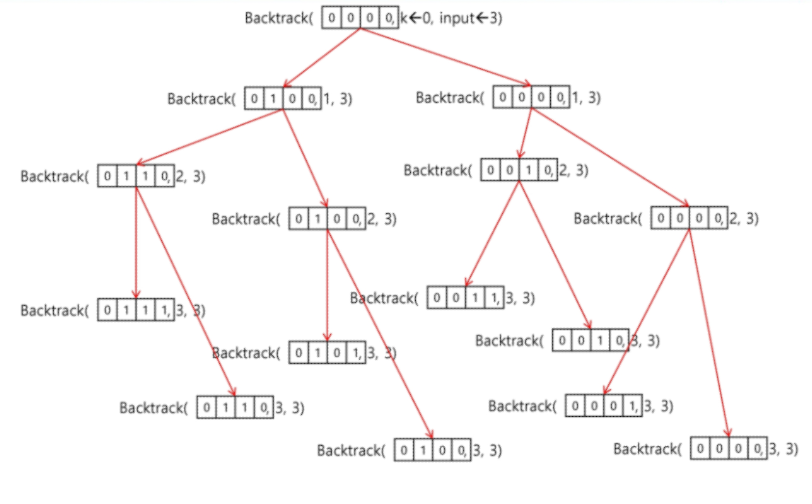 Backtrack( 0 0 0 0, k←0, input←3)
Backtrack( 0 1 0 0, 1, 3)
Backtrack( 0 0 0 0, 1, 3)
Backtrack( 0 1 1 0, 2, 3)
Backtrack( 0 0 1 0, 2, 3)
Backtrack( 0 1 0 0, 2, 3)
Backtrack( 0 0 0 0, 2, 3)
Backtrack( 0 1 1 1, 3, 3)
Backtrack( 0 0 1 1, 3, 3)
Backtrack( 0 1 0 1, 3, 3)
Backtrack( 0 0 1 0, 3, 3)
Backtrack( 0 1 1 0, 3, 3)
Backtrack( 0 0 0 1, 3, 3)
Backtrack( 0 1 0 0, 3, 3)
Backtrack( 0 0 0 0, 3, 3)